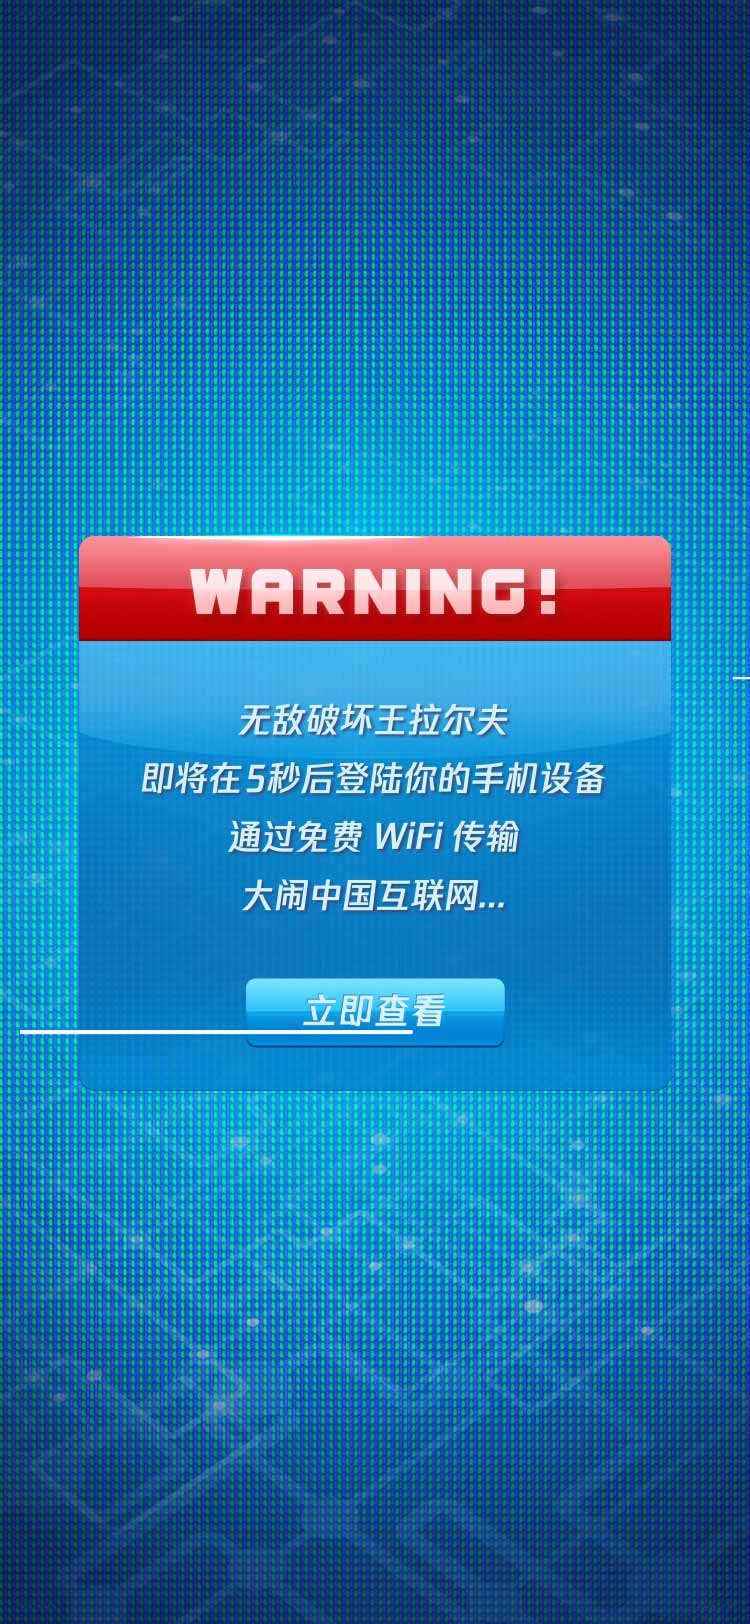 WARNING!
无敌破坏王拉尔夫
即将在5秒后登陆你的手机设备
通过免费 WiFi 传输
大闹中国互联网...
立即查看